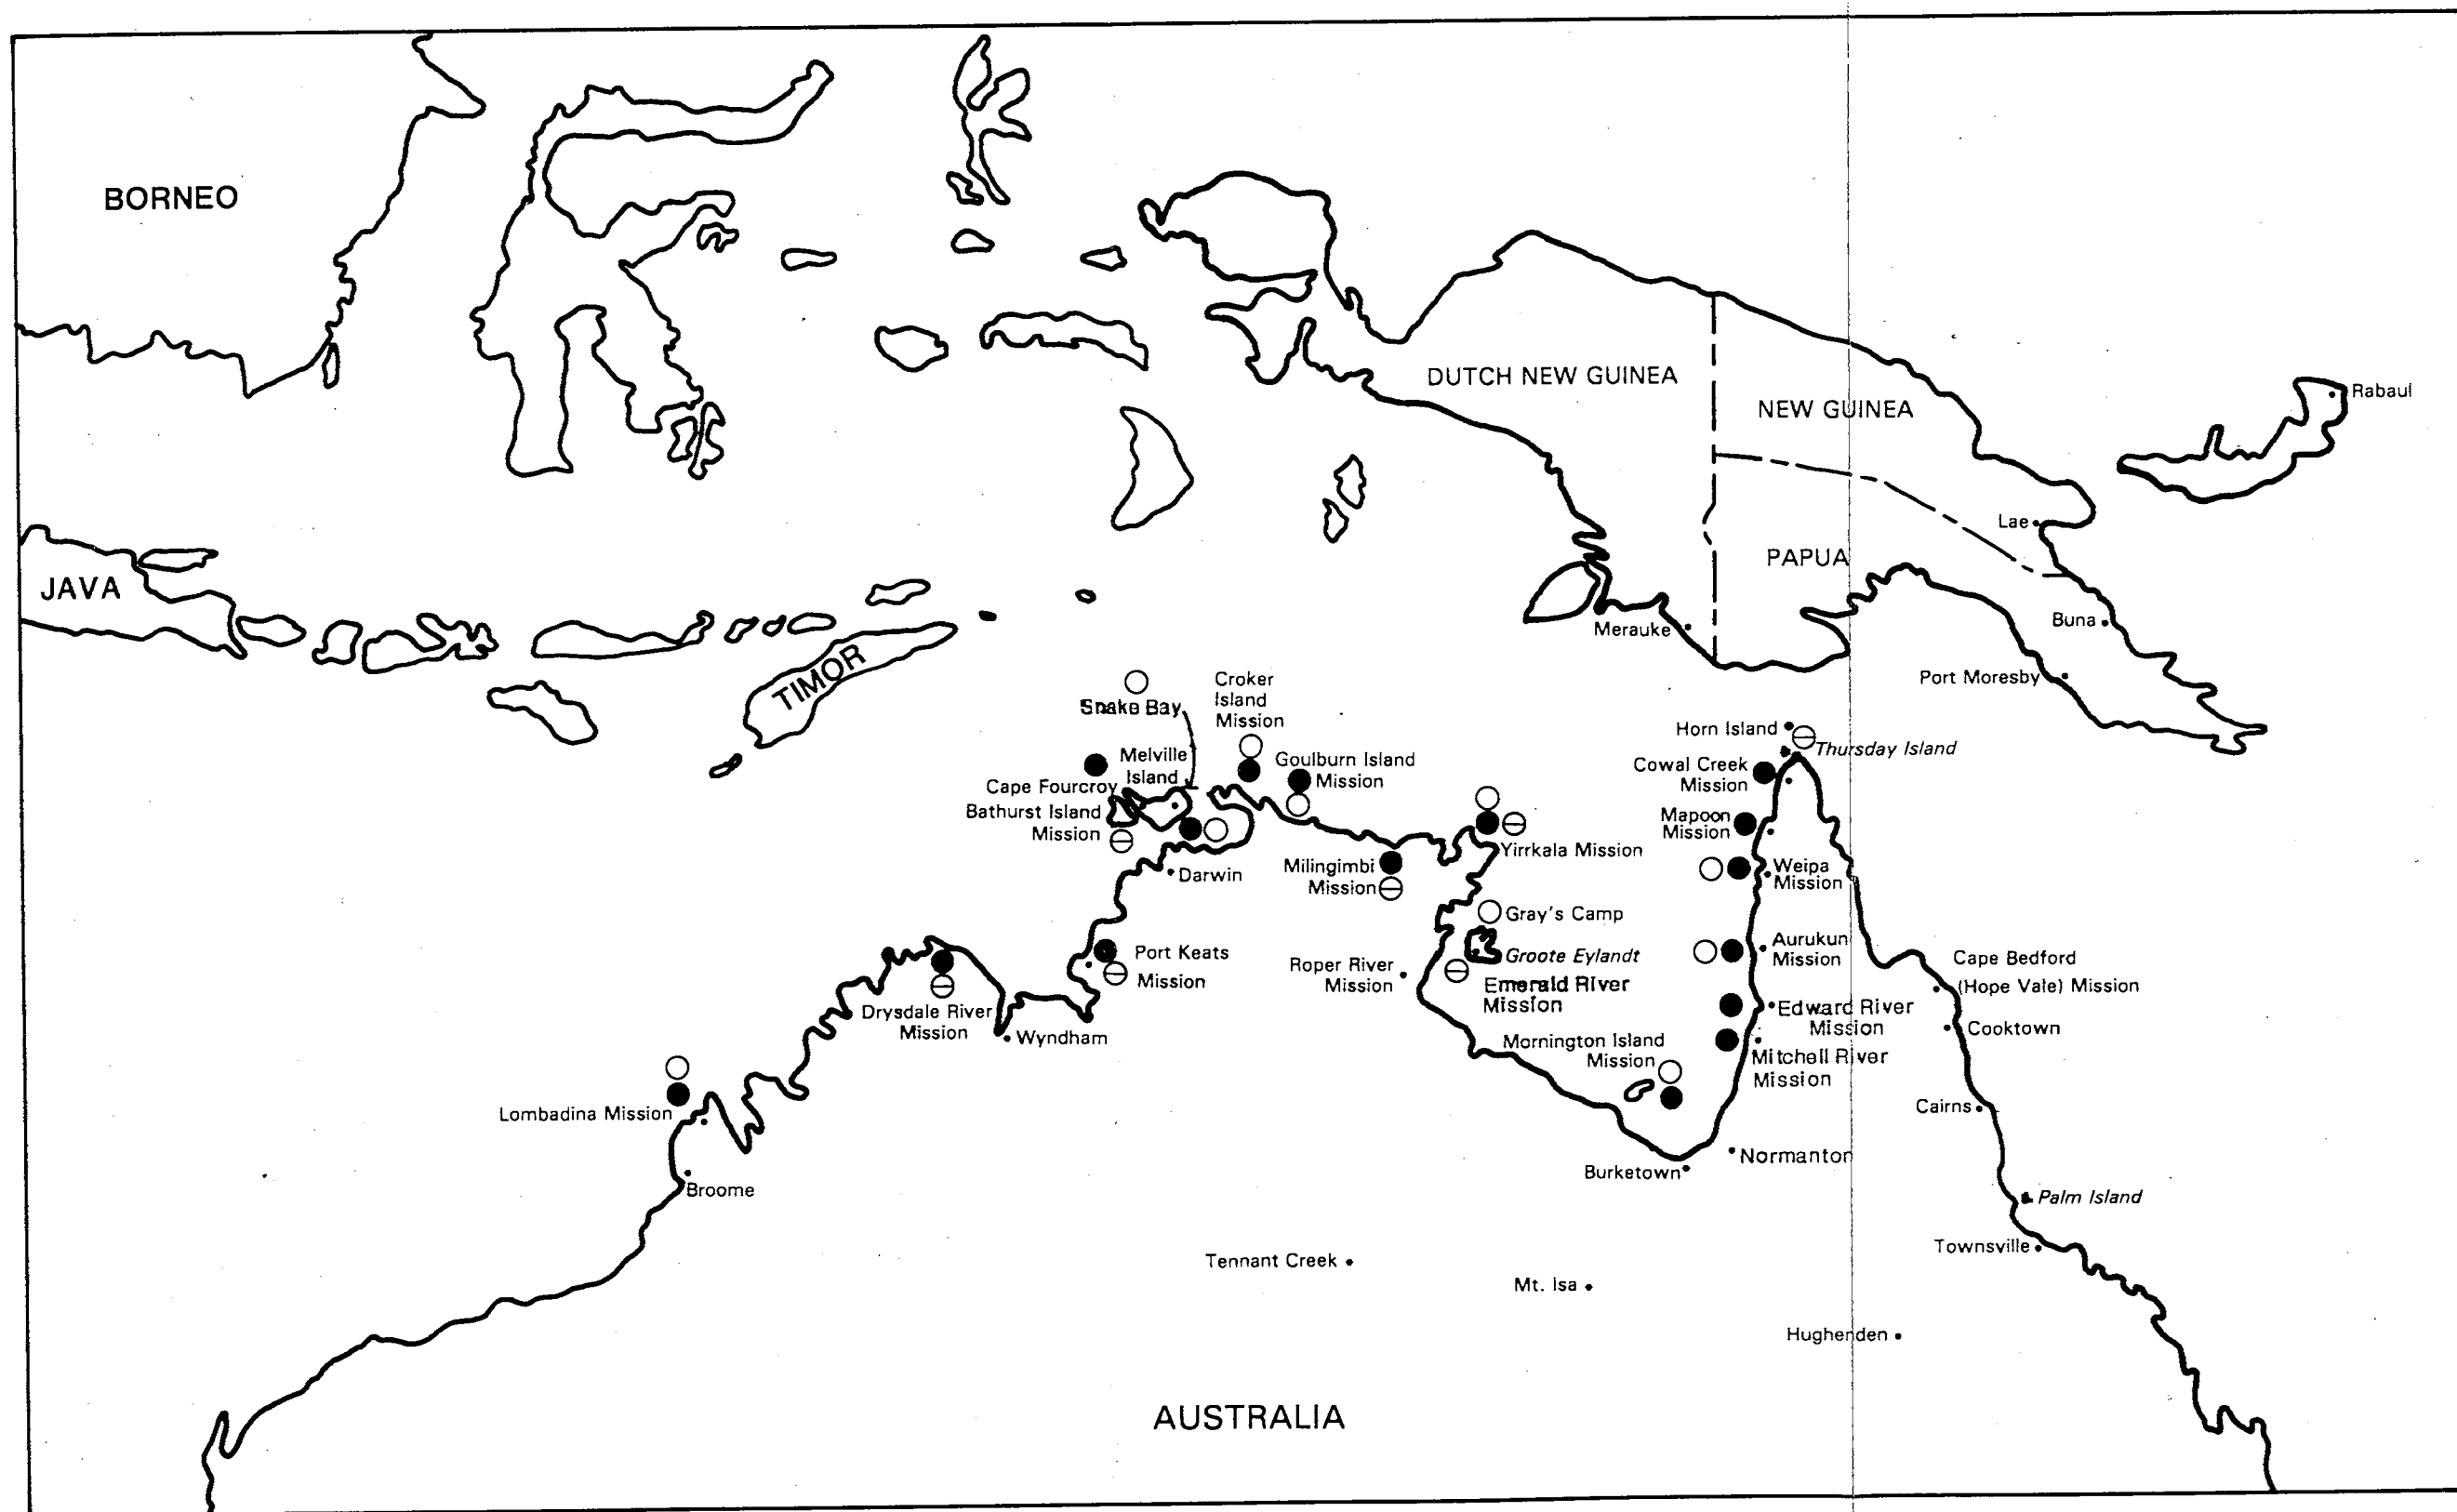 BORNEO
DUTCH NEW GUINEA
NEW GUINEA
Rabaul
Lae
PAPUA
JAVA
Buna
Merauke
Port Moresby
TIMOR
Croker
Island
Mission
Snake Bay
Horn Island
Thursday Island
Melville
Island
Goulburn Island
Mission
Cowal Creek
Mission
Cape Fourcroy
Bathurst Island
Mission
Mapoon
Mission
Yirrkala Mission
Milingimbi
Mission
Weipa
Mission
Darwin
Gray's Camp
Groote Eylandt
Port Keats
Mission
Roper River
Mission
Emerald River
Mission
Aurukun
Mission
Cape Bedford
(Hope Vale) Mission
Drysdale River
Mission
Wyndham
Edward River
Mission
Cooktown
Mornington Island
Mission
Mitchell River
Mission
Lombadina Mission
Cairns
Burketown
Normanton
Broome
Palm Island
Townsville
Tennant Creek
Mt. Isa
Hughenden
AUSTRALIA